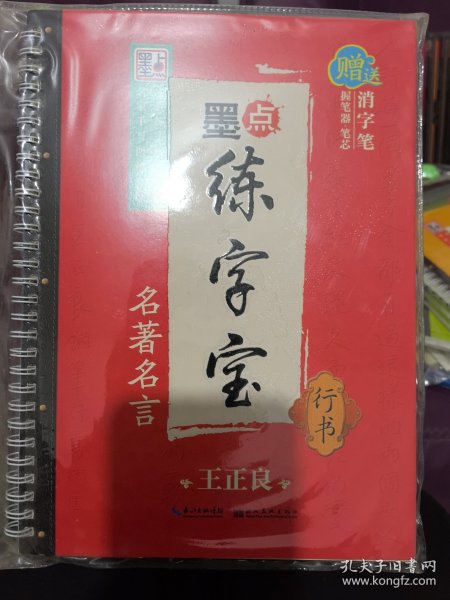 墨点
赠送
消字笔
握笔器 笔芯
墨点
练字宝
名著名言
行书
王正良
孔夫子旧书网
www.kongfz.com